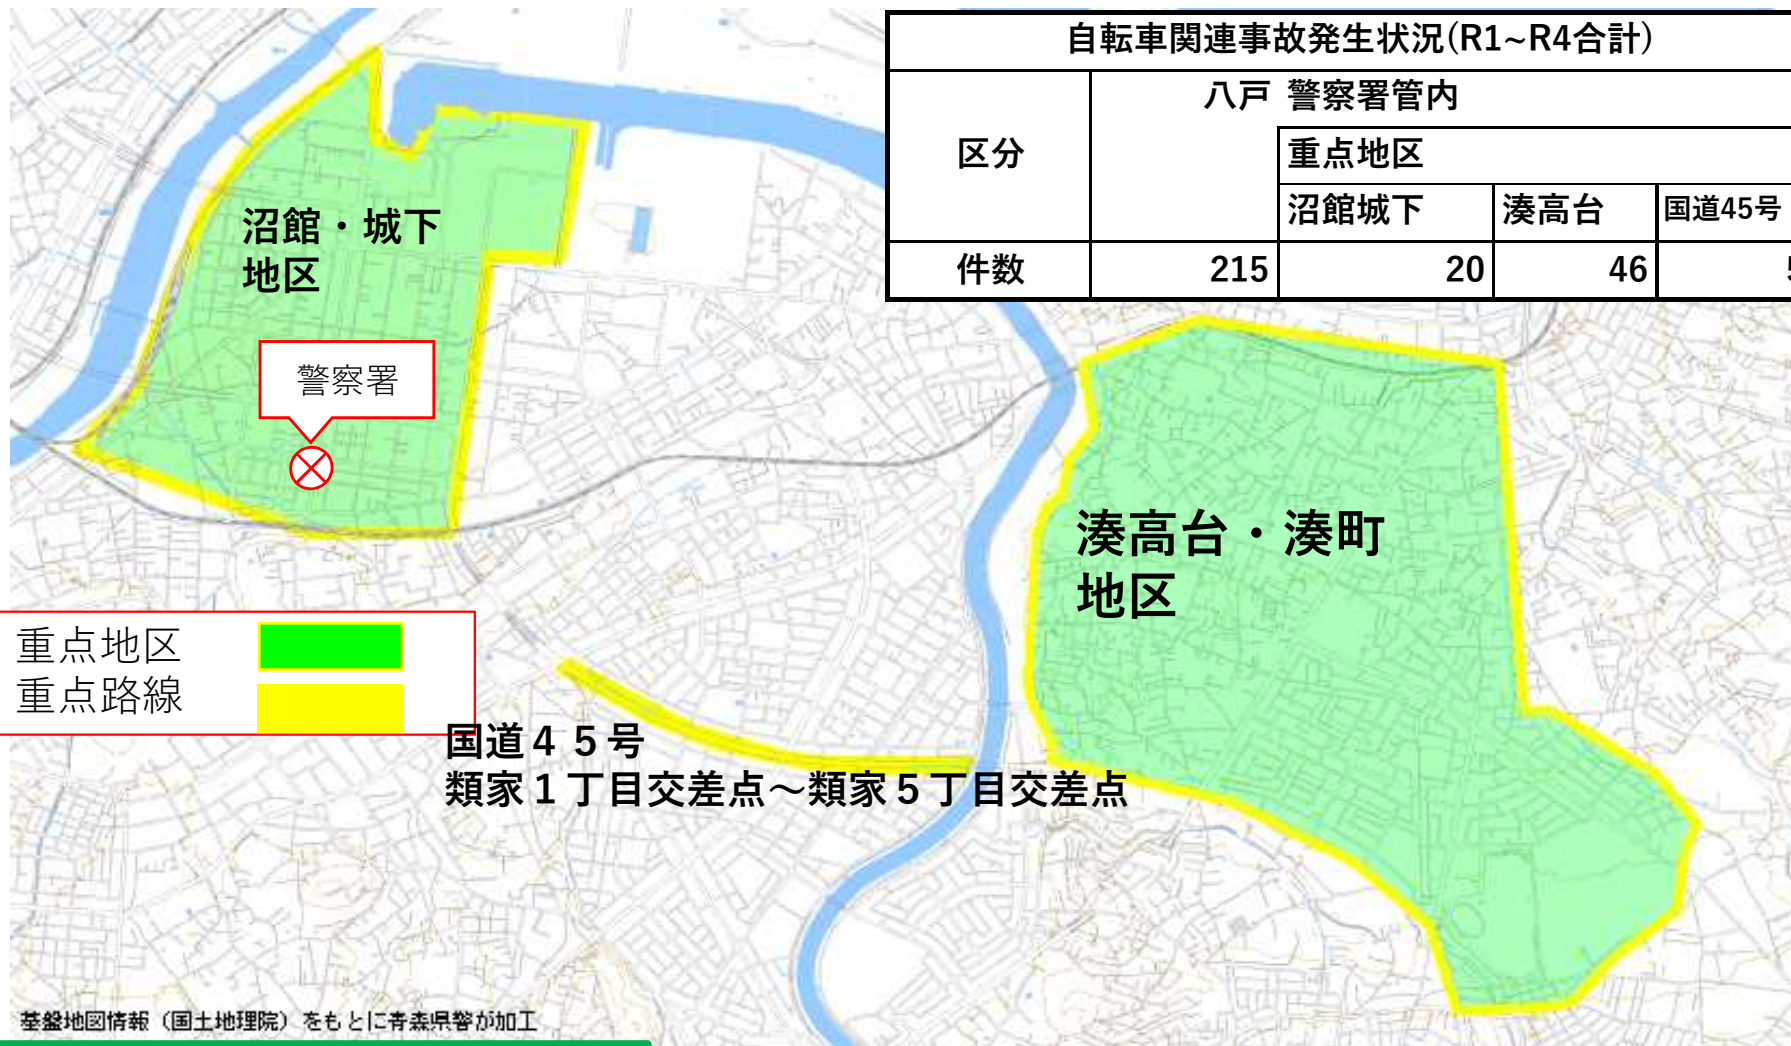 自転車関連事故発生状況(R1~R4合計)
区分
八戸 警察署管内
重点地区
沼館城下 湊高台 国道45号
件数 215 20 46
沼館・城下
地区
警察署
湊高台・湊町
地区
重点地区
重点路線
国道４５号
類家１丁目交差点～類家５丁目交差点
基盤地図情報（国土地理院）をもとに青森県警が加工